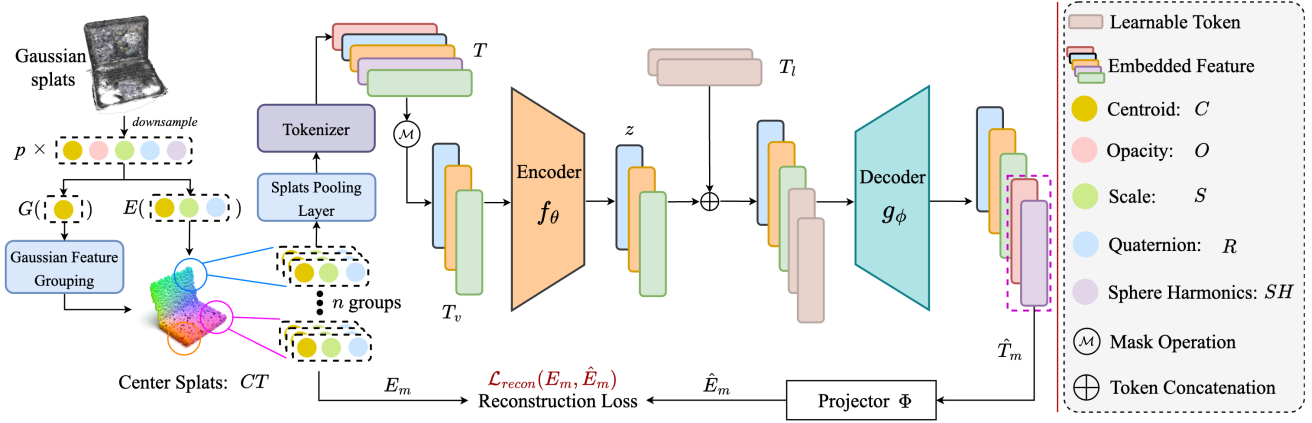 Gaussian
splats
downsample
p ×
G( )
E( )
Gaussian Feature
Grouping
Center Splats: CT
Tokenizer
Splats Pooling
Layer
n groups
T
M
T_v
Encoder
f_θ
z
T_l
Decoder
g_ϕ
T̂_m
E_m
L_recon(E_m, Ê_m)
Reconstruction Loss
Ê_m
Projector Φ
Learnable Token
Embedded Feature
Centroid: C
Opacity: O
Scale: S
Quaternion: R
Sphere Harmonics: SH
M Mask Operation
Token Concatenation